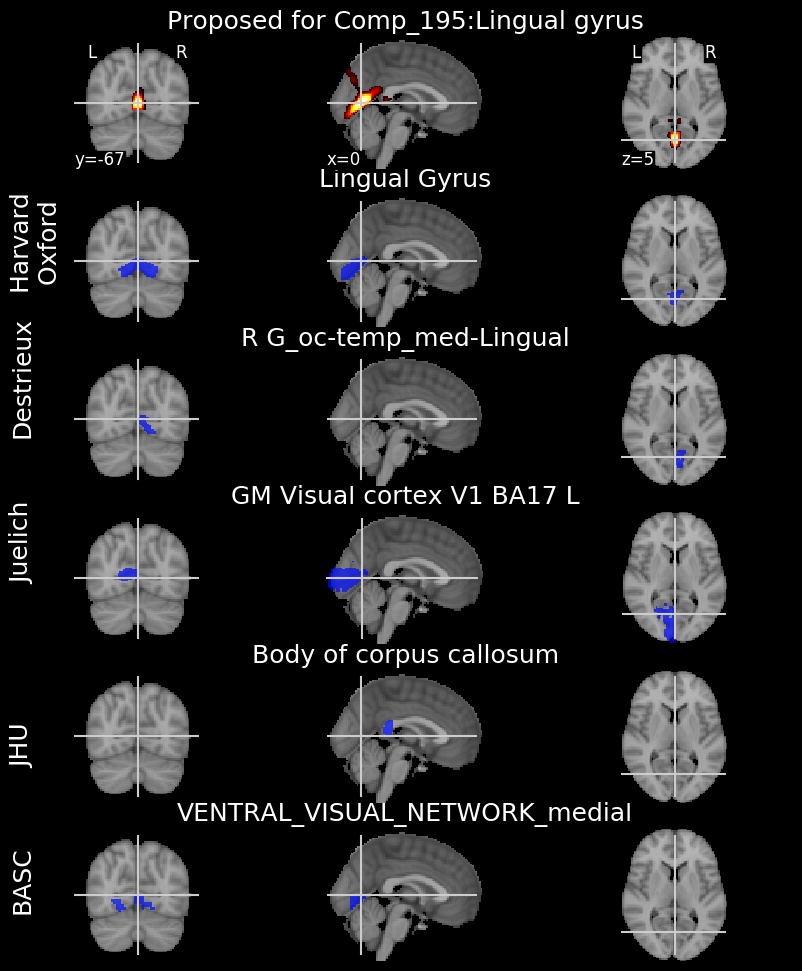 Proposed for Comp_195:Lingual gyrus
L R
L R
y=-67
x=0
z=5
Lingual Gyrus
Harvard
Oxford
R G_oc-temp_med-Lingual
Destrieux
GM Visual cortex V1 BA17 L
Juelich
Body of corpus callosum
JHU
VENTRAL_VISUAL_NETWORK_medial
BASC